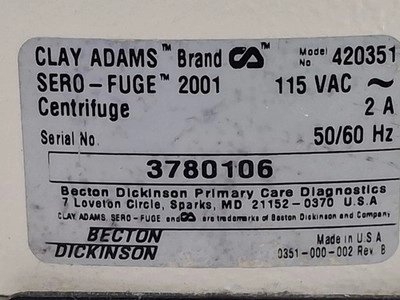 CLAY ADAMS™ Brand ™ Model No 420351
SERO-FUGE™ 2001 115 VAC ~
Centrifuge 2 A
Serial No. 50/60 Hz
3780106
Becton Dickinson Primary Care Diagnostics
7 Loveton Circle, Sparks, MD 21152-0370 U.S.A
CLAY ADAMS, SERO-FUGE and are trademarks of Becton Dickinson and Company
BECTON Made in U.S.A
DICKINSON 0351-000-002 Rev B